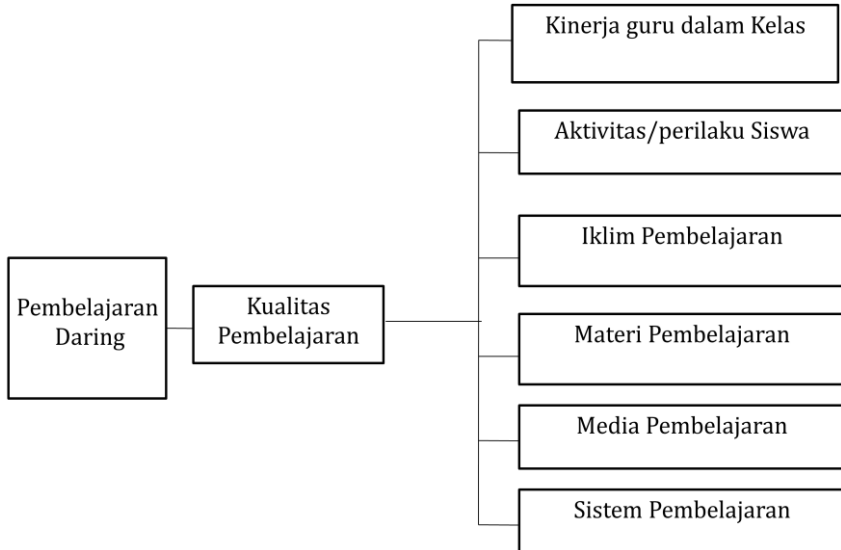 Kinerja guru dalam Kelas
Aktivitas/perilaku Siswa
Iklim Pembelajaran
Pembelajaran
Daring
Kualitas
Pembelajaran
Materi Pembelajaran
Media Pembelajaran
Sistem Pembelajaran